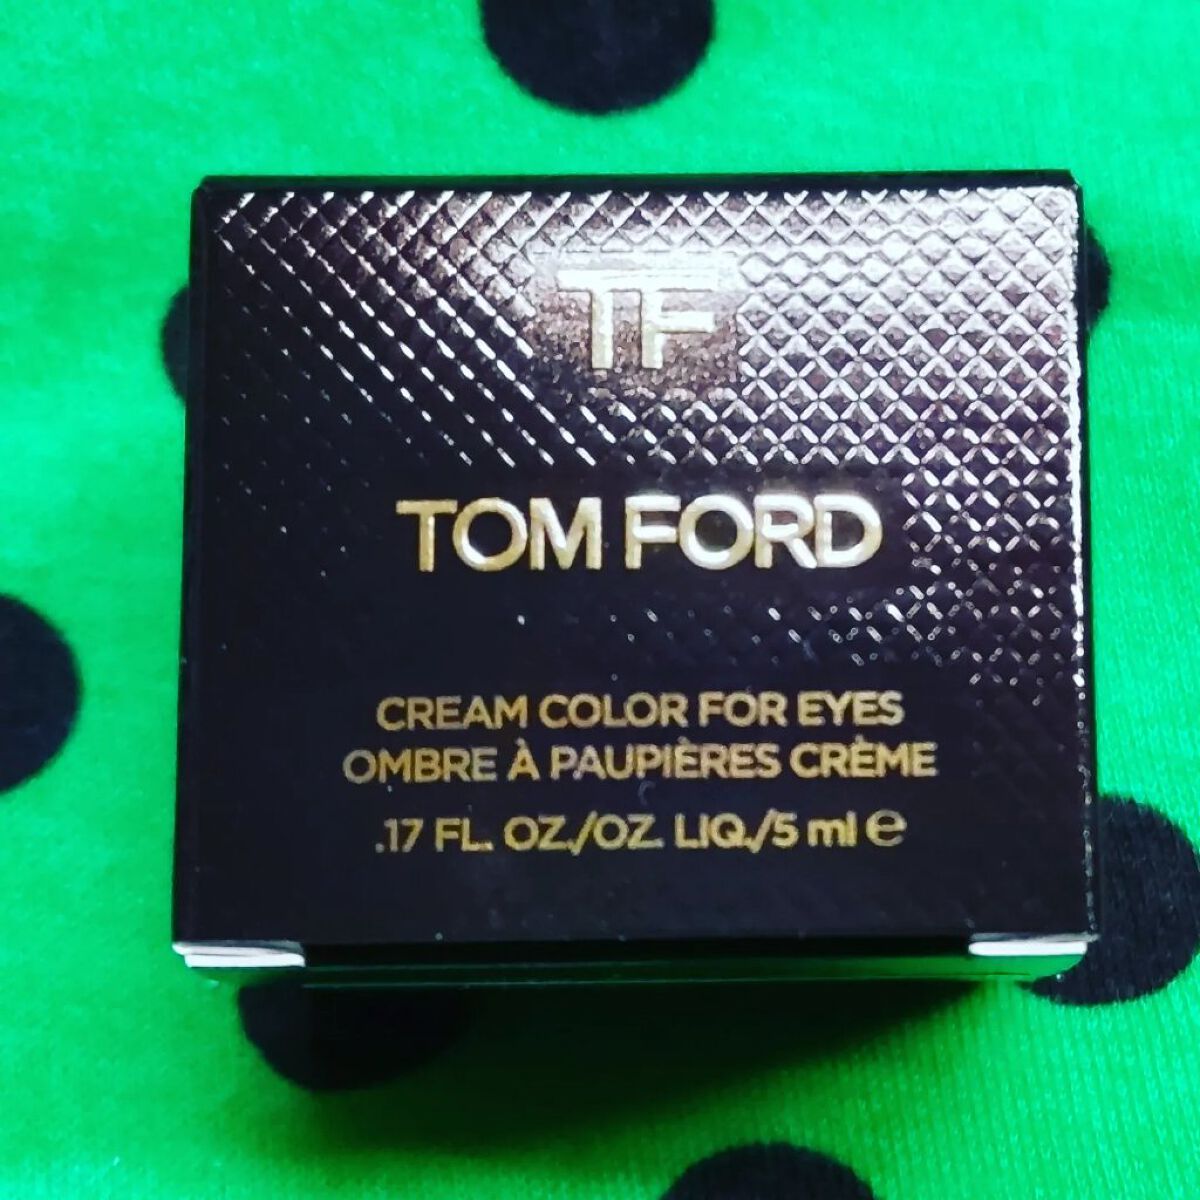 TF
TOM FORD
CREAM COLOR FOR EYES
OMBRE À PAUPIÈRES CRÈME
.17 FL. OZ./OZ. LIQ./5 ml ℮